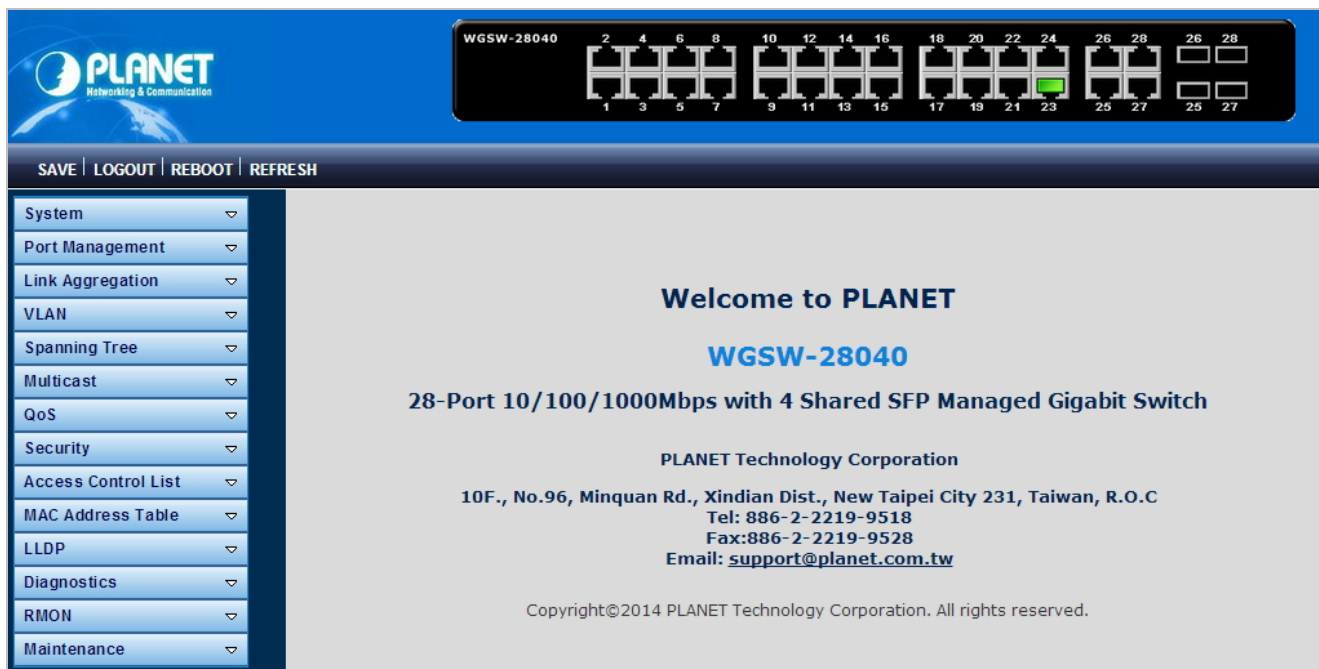 PLANET
Networking & Communication
WGSW-28040
2 4 6 8 10 12 14 16 18 20 22 24 26 28 26 28
1 3 5 7 9 11 13 15 17 19 21 23 25 27 25 27
SAVE LOGOUT REBOOT REFRESH
System
Port Management
Link Aggregation
VLAN
Spanning Tree
Multicast
QoS
Security
Access Control List
MAC Address Table
LLDP
Diagnostics
RMON
Maintenance
Welcome to PLANET
WGSW-28040
28-Port 10/100/1000Mbps with 4 Shared SFP Managed Gigabit Switch
PLANET Technology Corporation
10F., No.96, Minquan Rd., Xindian Dist., New Taipei City 231, Taiwan, R.O.C
Tel: 886-2-2219-9518
Fax:886-2-2219-9528
Email: support@planet.com.tw
Copyright©2014 PLANET Technology Corporation. All rights reserved.